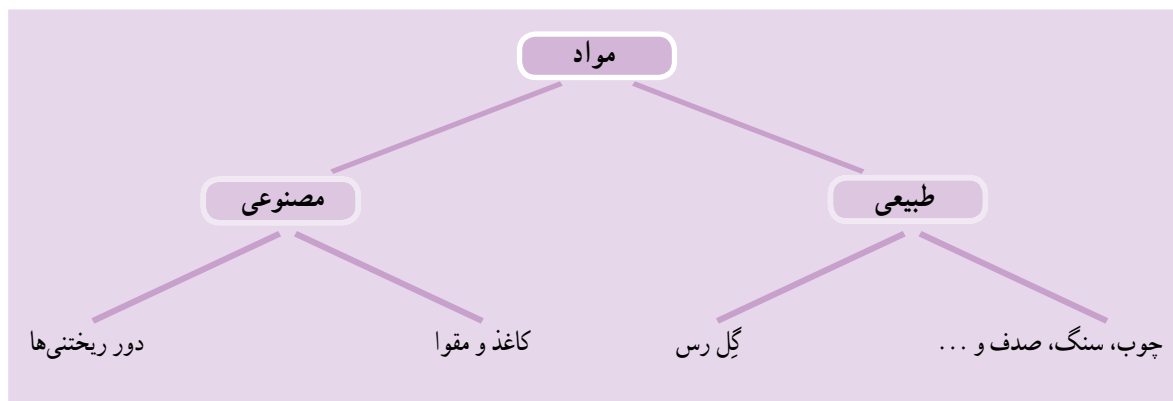 مواد
طبیعی
مصنوعی
چوب، سنگ، صدف و ...
گِل رس
کاغذ و مقوا
دور ریختنی‌ها